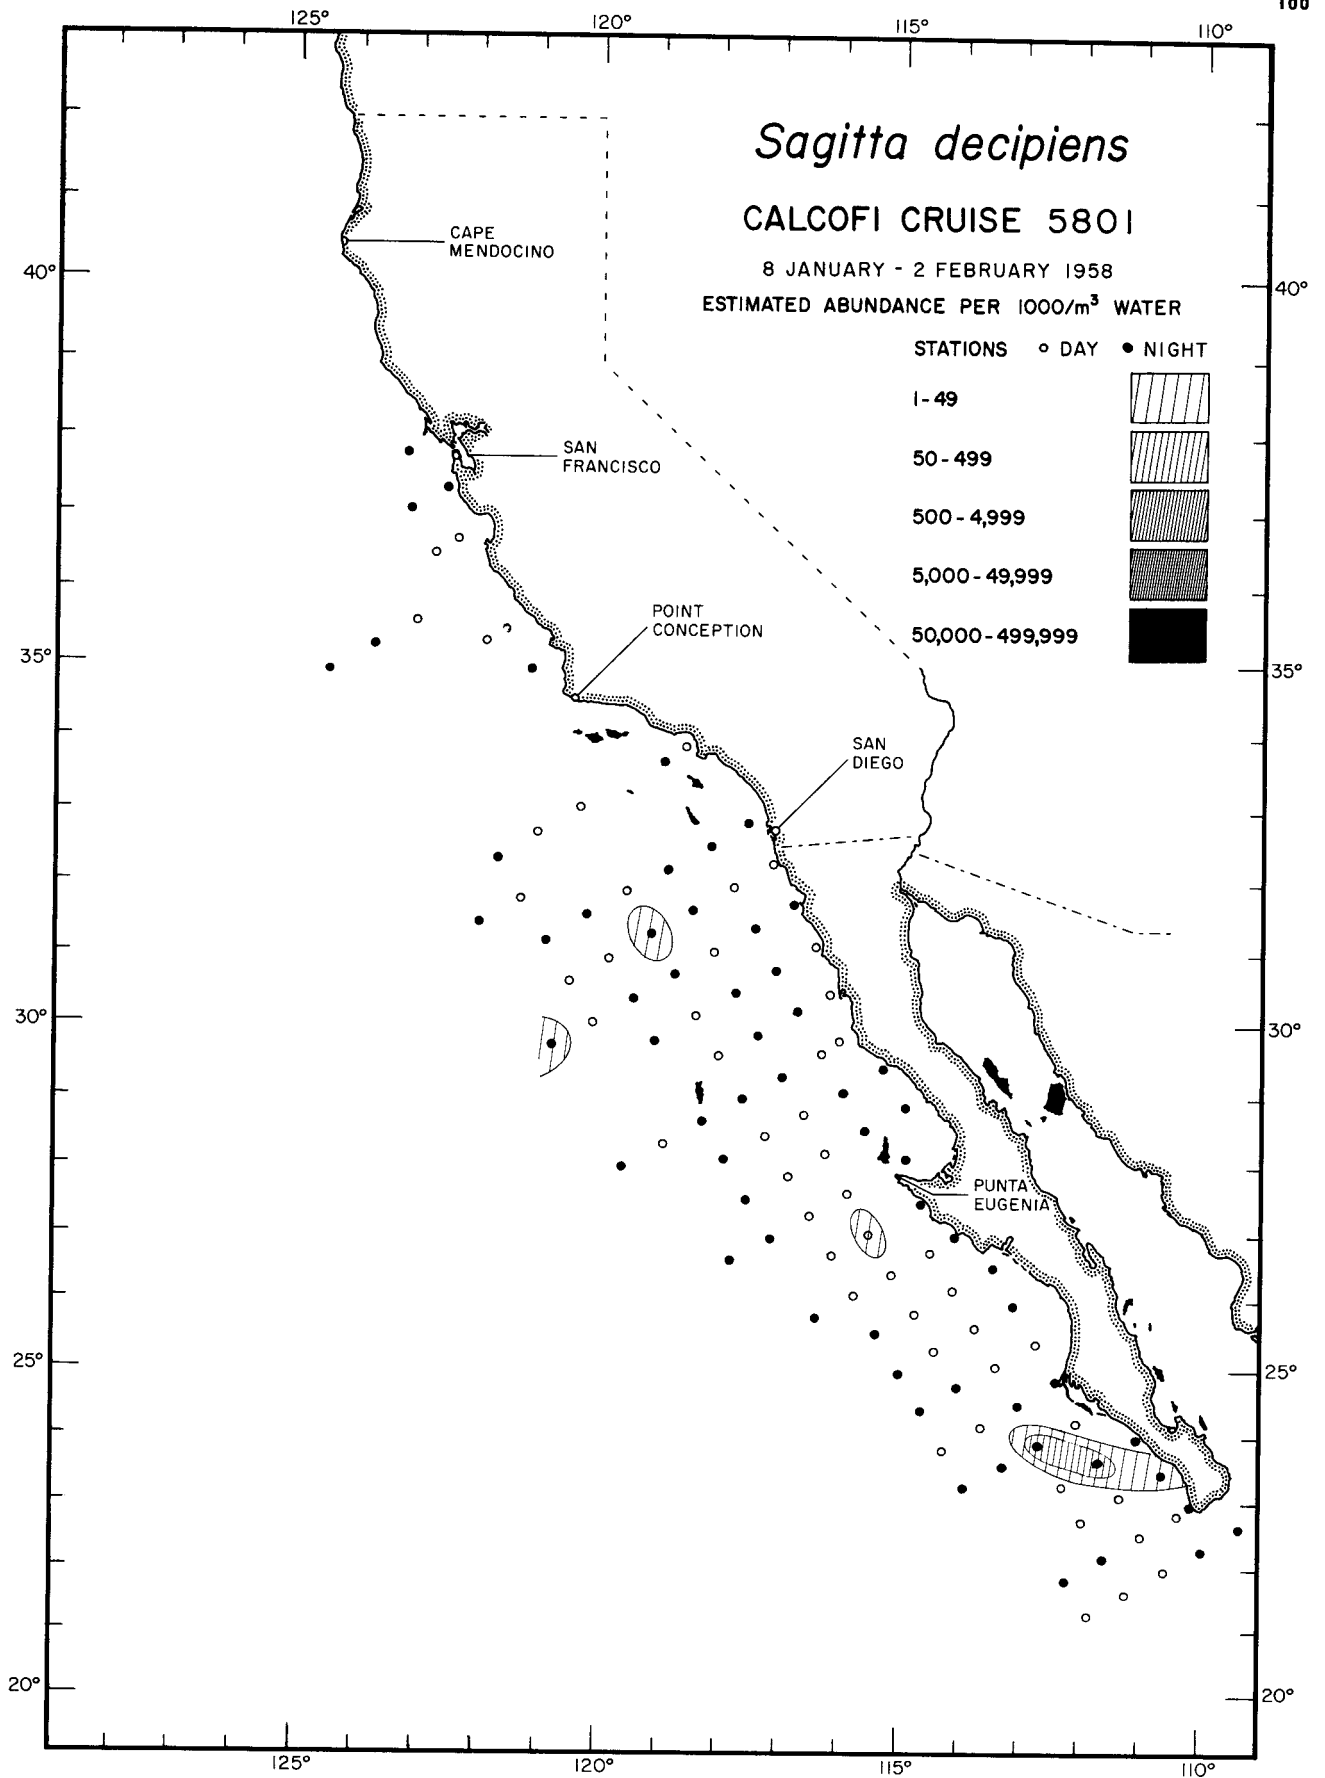 100
125° 120° 115° 110°
Sagitta decipiens
CALCOFI CRUISE 5801
8 JANUARY - 2 FEBRUARY 1958
ESTIMATED ABUNDANCE PER 1000/m³ WATER
STATIONS ○ DAY ● NIGHT
1-49
50-499
500-4,999
5,000-49,999
50,000-499,999
CAPE
MENDOCINO
40° 40°
SAN
FRANCISCO
POINT
CONCEPTION
35° 35°
SAN
DIEGO
30° 30°
PUNTA
EUGENIA
25° 25°
20° 20°
125° 120° 115° 110°